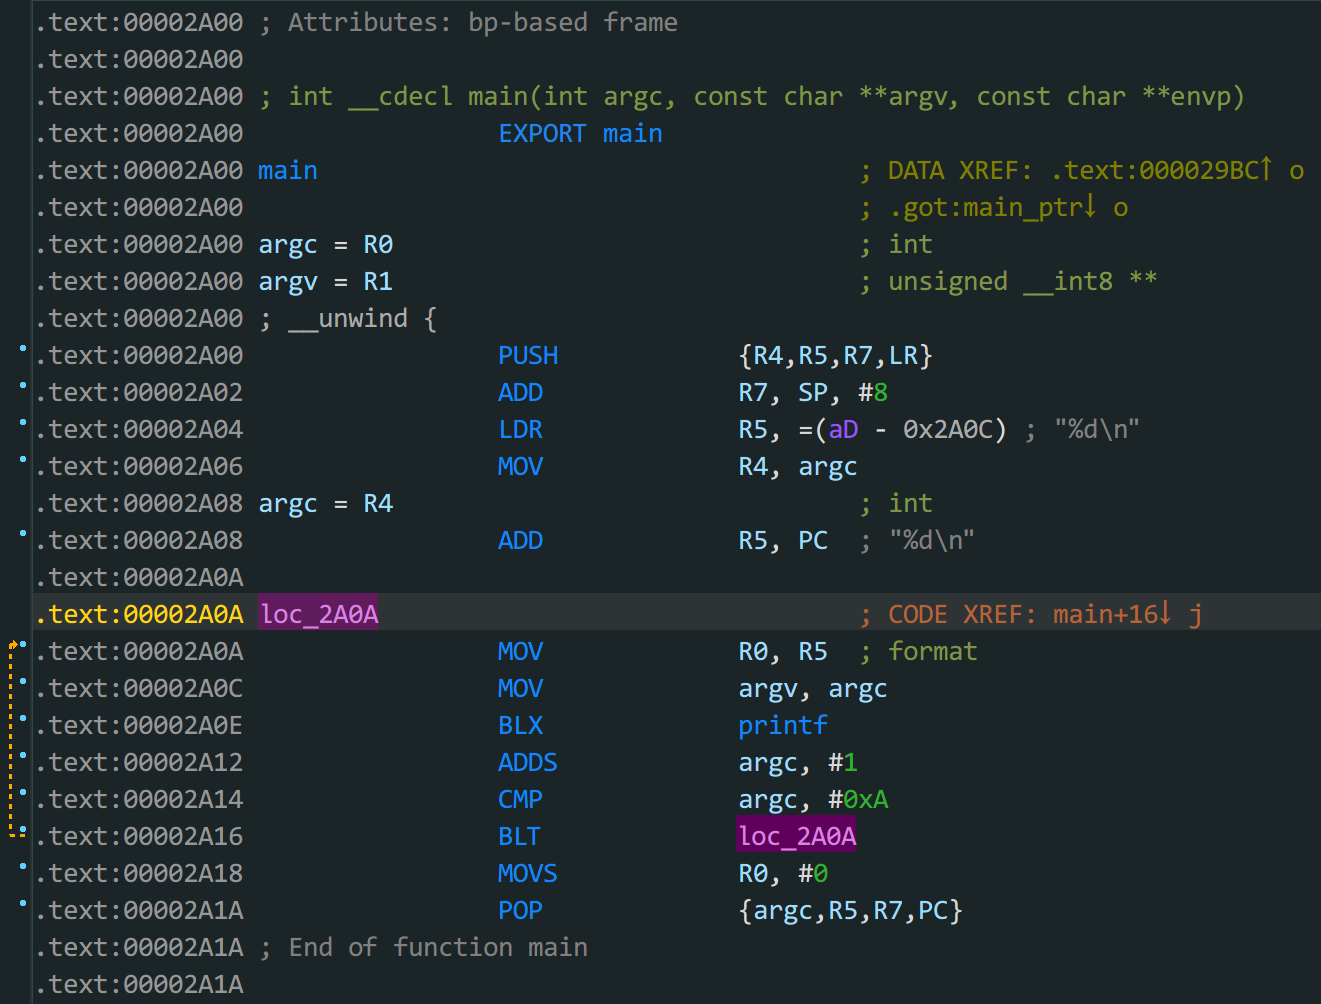 .text:00002A00 ; Attributes: bp-based frame
.text:00002A00
.text:00002A00 ; int __cdecl main(int argc, const char **argv, const char **envp)
.text:00002A00 EXPORT main
.text:00002A00 main ; DATA XREF: .text:000029BC↑ o
.text:00002A00 ; .got:main_ptr↓ o
.text:00002A00 argc = R0 ; int
.text:00002A00 argv = R1 ; unsigned __int8 **
.text:00002A00 ; __unwind {
.text:00002A00 PUSH {R4,R5,R7,LR}
.text:00002A02 ADD R7, SP, #8
.text:00002A04 LDR R5, =(aD - 0x2A0C) ; "%d\n"
.text:00002A06 MOV R4, argc
.text:00002A08 argc = R4 ; int
.text:00002A08 ADD R5, PC ; "%d\n"
.text:00002A0A
.text:00002A0A loc_2A0A ; CODE XREF: main+16↓ j
.text:00002A0A MOV R0, R5 ; format
.text:00002A0C MOV argv, argc
.text:00002A0E BLX printf
.text:00002A12 ADDS argc, #1
.text:00002A14 CMP argc, #0xA
.text:00002A16 BLT loc_2A0A
.text:00002A18 MOVS R0, #0
.text:00002A1A POP {argc,R5,R7,PC}
.text:00002A1A ; End of function main
.text:00002A1A